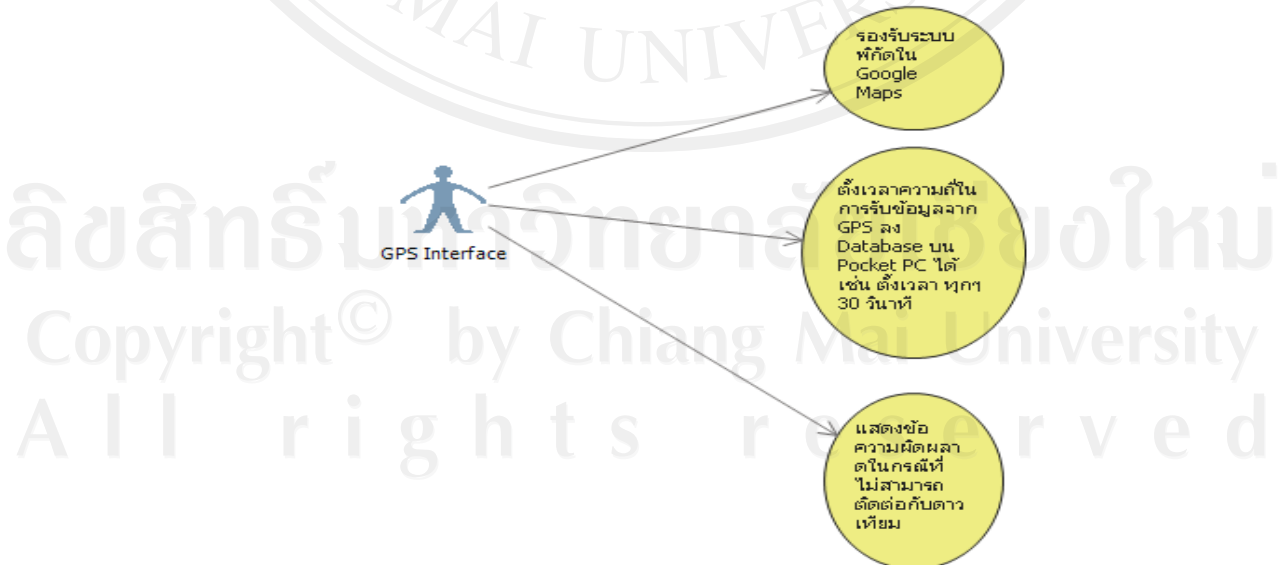 MAI UNIVER
รองรับระบบ
พิกัดใน
Google
Maps
GPS Interface
ตั้งเวลาความถี่ใน
การรับข้อมูลจาก
GPS ลง
Database บน
Pocket PC ได้
เช่น ตั้งเวลา ทุกๆ
30 วินาที
ลิขสิทธิ์มหาวิทยาลัยเชียงใหม่
Copyright© by Chiang Mai University
All rights reserved
แสดงข้อ
ความผิดผลา
ดในกรณีที่
ไม่สามารถ
ติดต่อกับดาว
เทียม